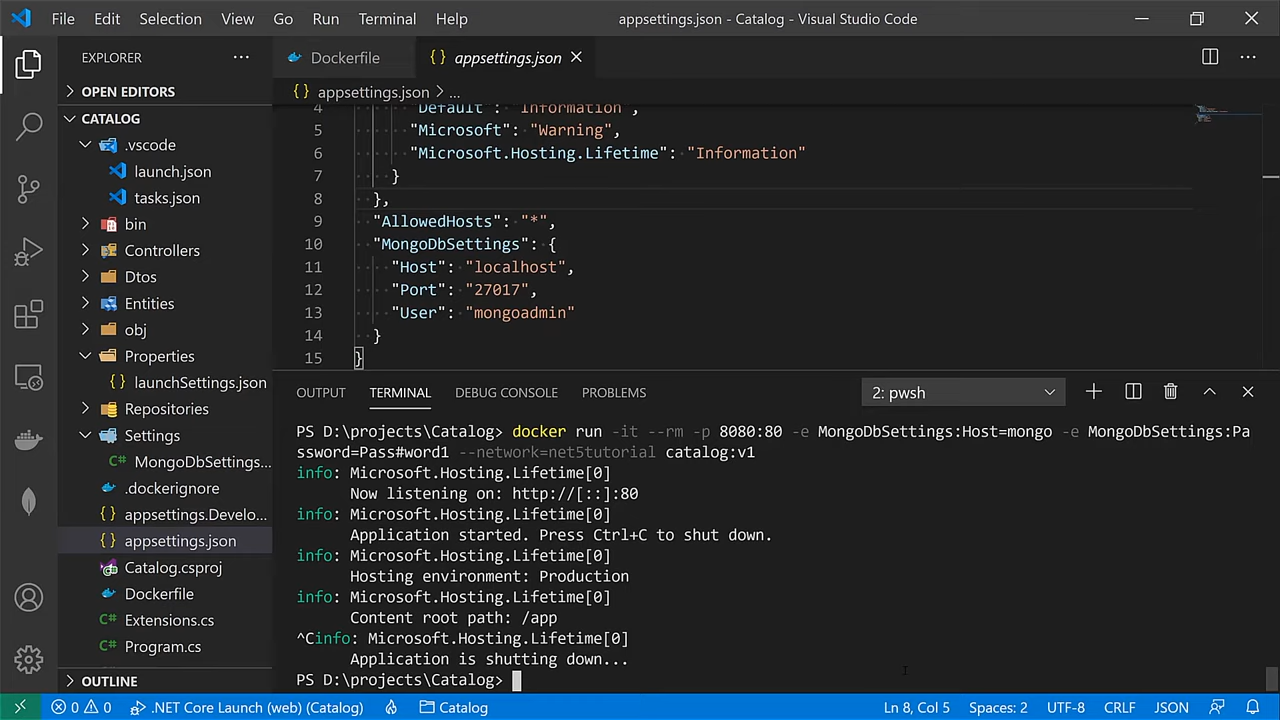 File Edit Selection View Go Run Terminal Help appsettings.json - Catalog - Visual Studio Code
EXPLORER
OPEN EDITORS
CATALOG
.vscode
launch.json
tasks.json
bin
Controllers
Dtos
Entities
obj
Properties
launchSettings.json
Repositories
Settings
MongoDbSettings...
.dockerignore
appsettings.Develo...
appsettings.json
Catalog.csproj
Dockerfile
Extensions.cs
Program.cs
OUTLINE
Dockerfile
appsettings.json
appsettings.json > ...
4 "Default": "Information",
5 "Microsoft": "Warning",
6 "Microsoft.Hosting.Lifetime": "Information"
7 }
8 },
9 "AllowedHosts": "*",
10 "MongoDbSettings": {
11 "Host": "localhost",
12 "Port": "27017",
13 "User": "mongoadmin"
14 }
15 }
OUTPUT TERMINAL DEBUG CONSOLE PROBLEMS 2: pwsh
PS D:\projects\Catalog> docker run -it --rm -p 8080:80 -e MongoDbSettings:Host=mongo -e MongoDbSettings:Pa
ssword=Pass#word1 --network=net5tutorial catalog:v1
info: Microsoft.Hosting.Lifetime[0]
Now listening on: http://[::]:80
info: Microsoft.Hosting.Lifetime[0]
Application started. Press Ctrl+C to shut down.
info: Microsoft.Hosting.Lifetime[0]
Hosting environment: Production
info: Microsoft.Hosting.Lifetime[0]
Content root path: /app
^Cinfo: Microsoft.Hosting.Lifetime[0]
Application is shutting down...
PS D:\projects\Catalog>
0 0 .NET Core Launch (web) (Catalog) Catalog Ln 8, Col 5 Spaces: 2 UTF-8 CRLF JSON